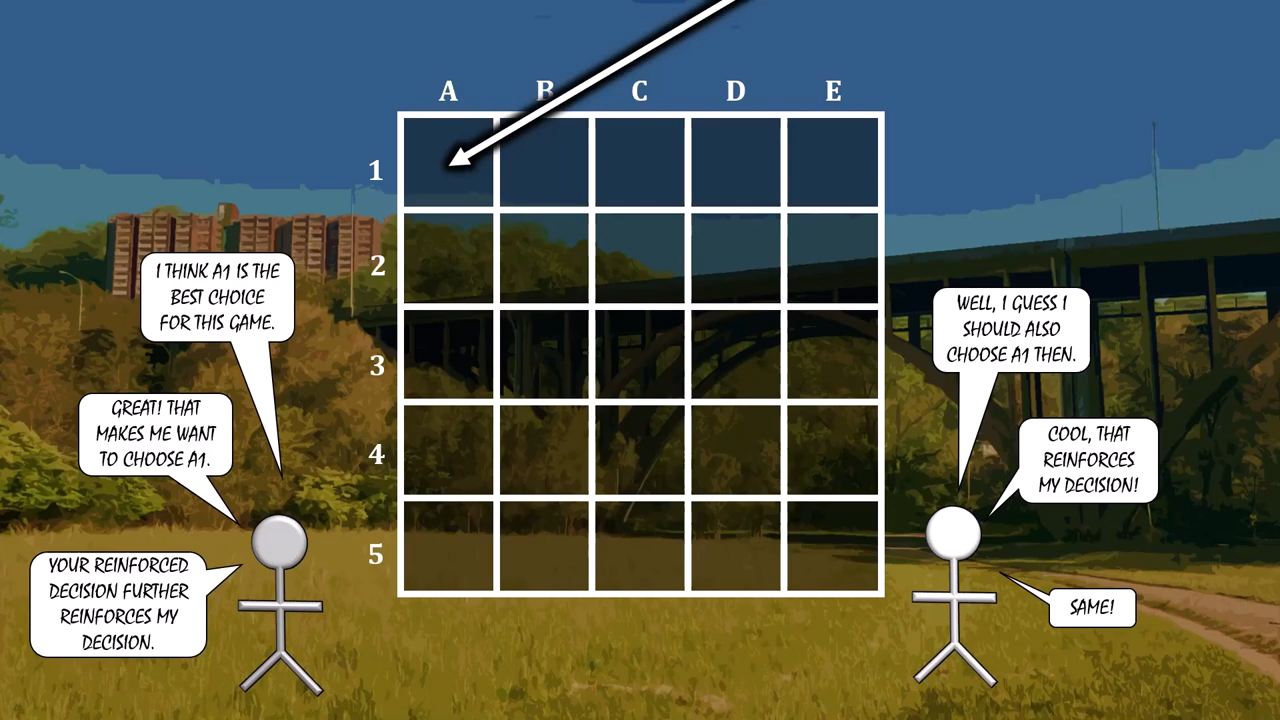 A B C D E
1
2
3
4
5
I THINK A1 IS THE
BEST CHOICE
FOR THIS GAME.
WELL, I GUESS I
SHOULD ALSO
CHOOSE A1 THEN.
GREAT! THAT
MAKES ME WANT
TO CHOOSE A1.
COOL, THAT
REINFORCES
MY DECISION!
YOUR REINFORCED
DECISION FURTHER
REINFORCES MY
DECISION.
SAME!